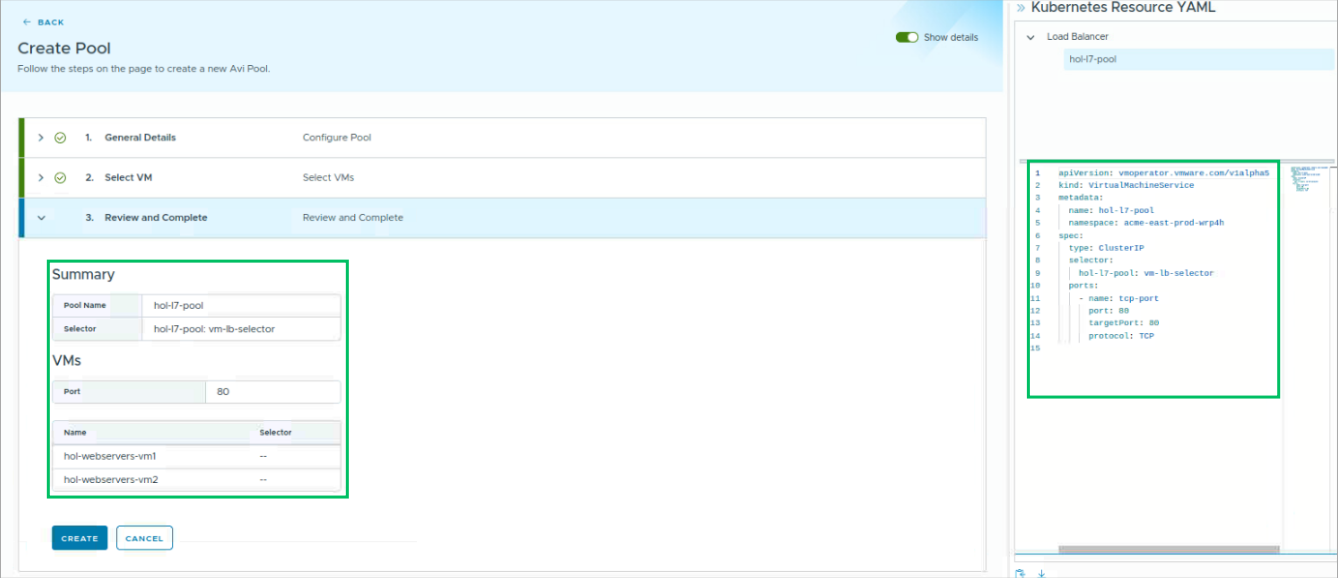 ← BACK
Create Pool
Follow the steps on the page to create a new Avi Pool.
Show details
1. General Details Configure Pool
2. Select VM Select VMs
3. Review and Complete Review and Complete
Summary
Pool Name hol-l7-pool
Selector hol-l7-pool: vm-lb-selector
VMs
Port 80
Name Selector
hol-webservers-vm1 --
hol-webservers-vm2 --
CREATE CANCEL
Kubernetes Resource YAML
Load Balancer
hol-l7-pool
1 apiVersion: vmoperator.vmware.com/v1alpha5
2 kind: VirtualMachineService
3 metadata:
4 name: hol-l7-pool
5 namespace: acme-east-prod-wrp4h
6 spec:
7 type: ClusterIP
8 selector:
9 hol-l7-pool: vm-lb-selector
10 ports:
11 - name: tcp-port
12 port: 80
13 targetPort: 80
14 protocol: TCP
15